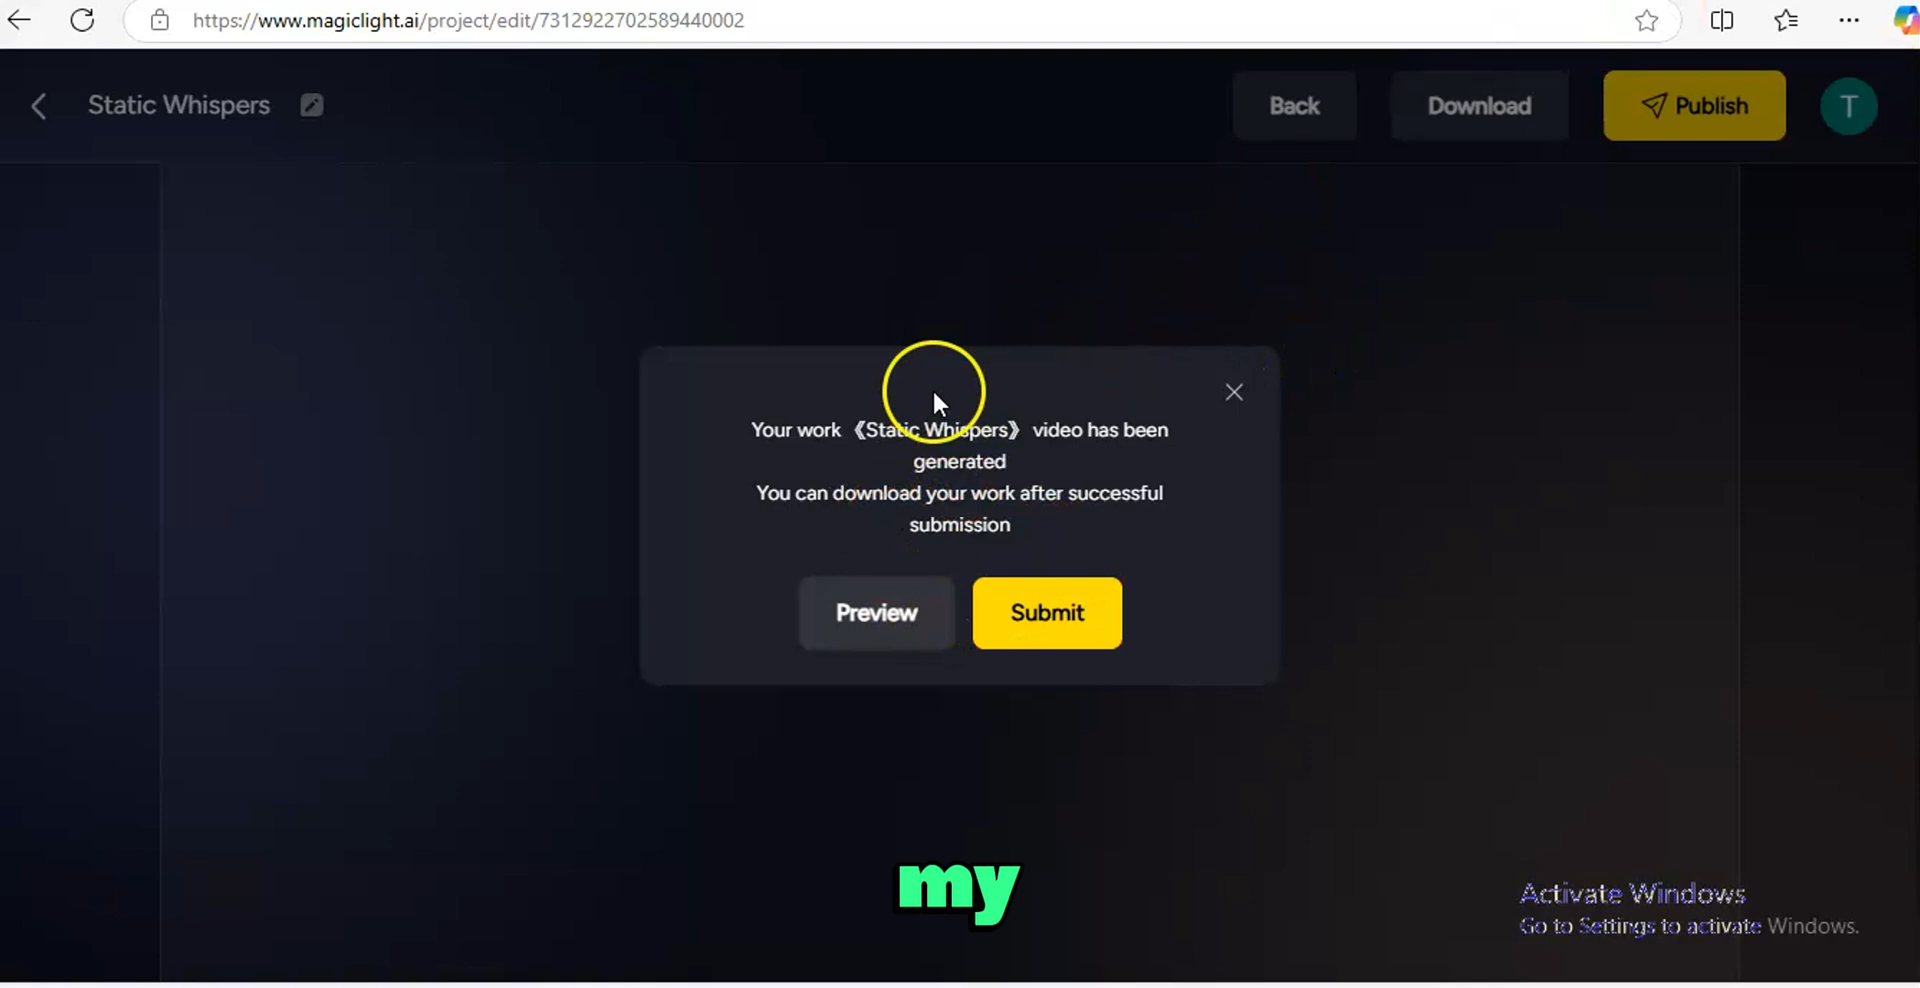 https://www.magiclight.ai/project/edit/7312922702589440002
Static Whispers
Back
Download
Publish
T
Your work 《Static Whispers》 video has been
generated
You can download your work after successful
submission
Preview
Submit
my
Activate Windows
Go to Settings to activate Windows.